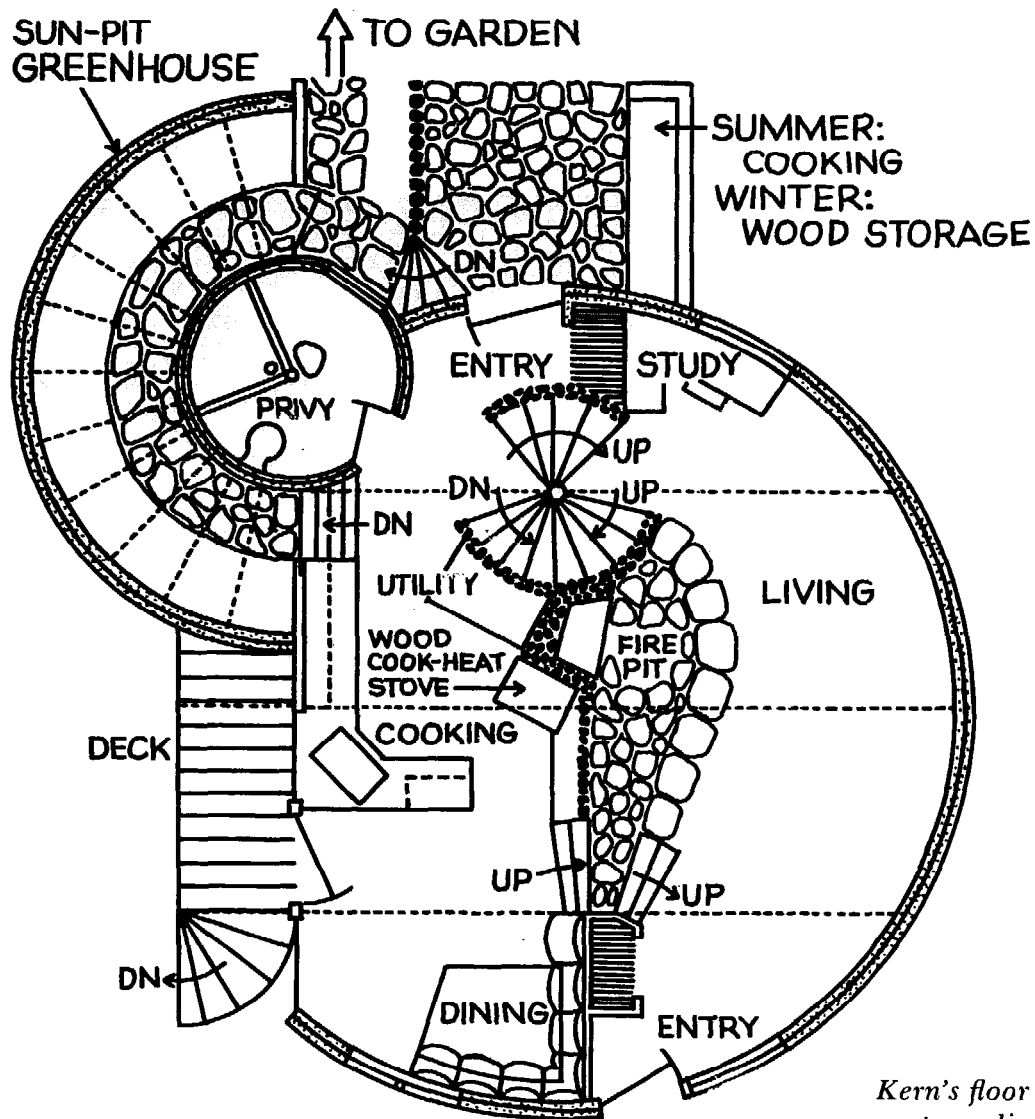 SUN-PIT
GREENHOUSE
TO GARDEN
SUMMER:
COOKING
WINTER:
WOOD STORAGE
DN
ENTRY
STUDY
PRIVY
UP
DN
UP
DN
UTILITY
LIVING
WOOD
COOK-HEAT
STOVE
FIRE
PIT
DECK
COOKING
UP
UP
DN
DINING
ENTRY
Kern's floor